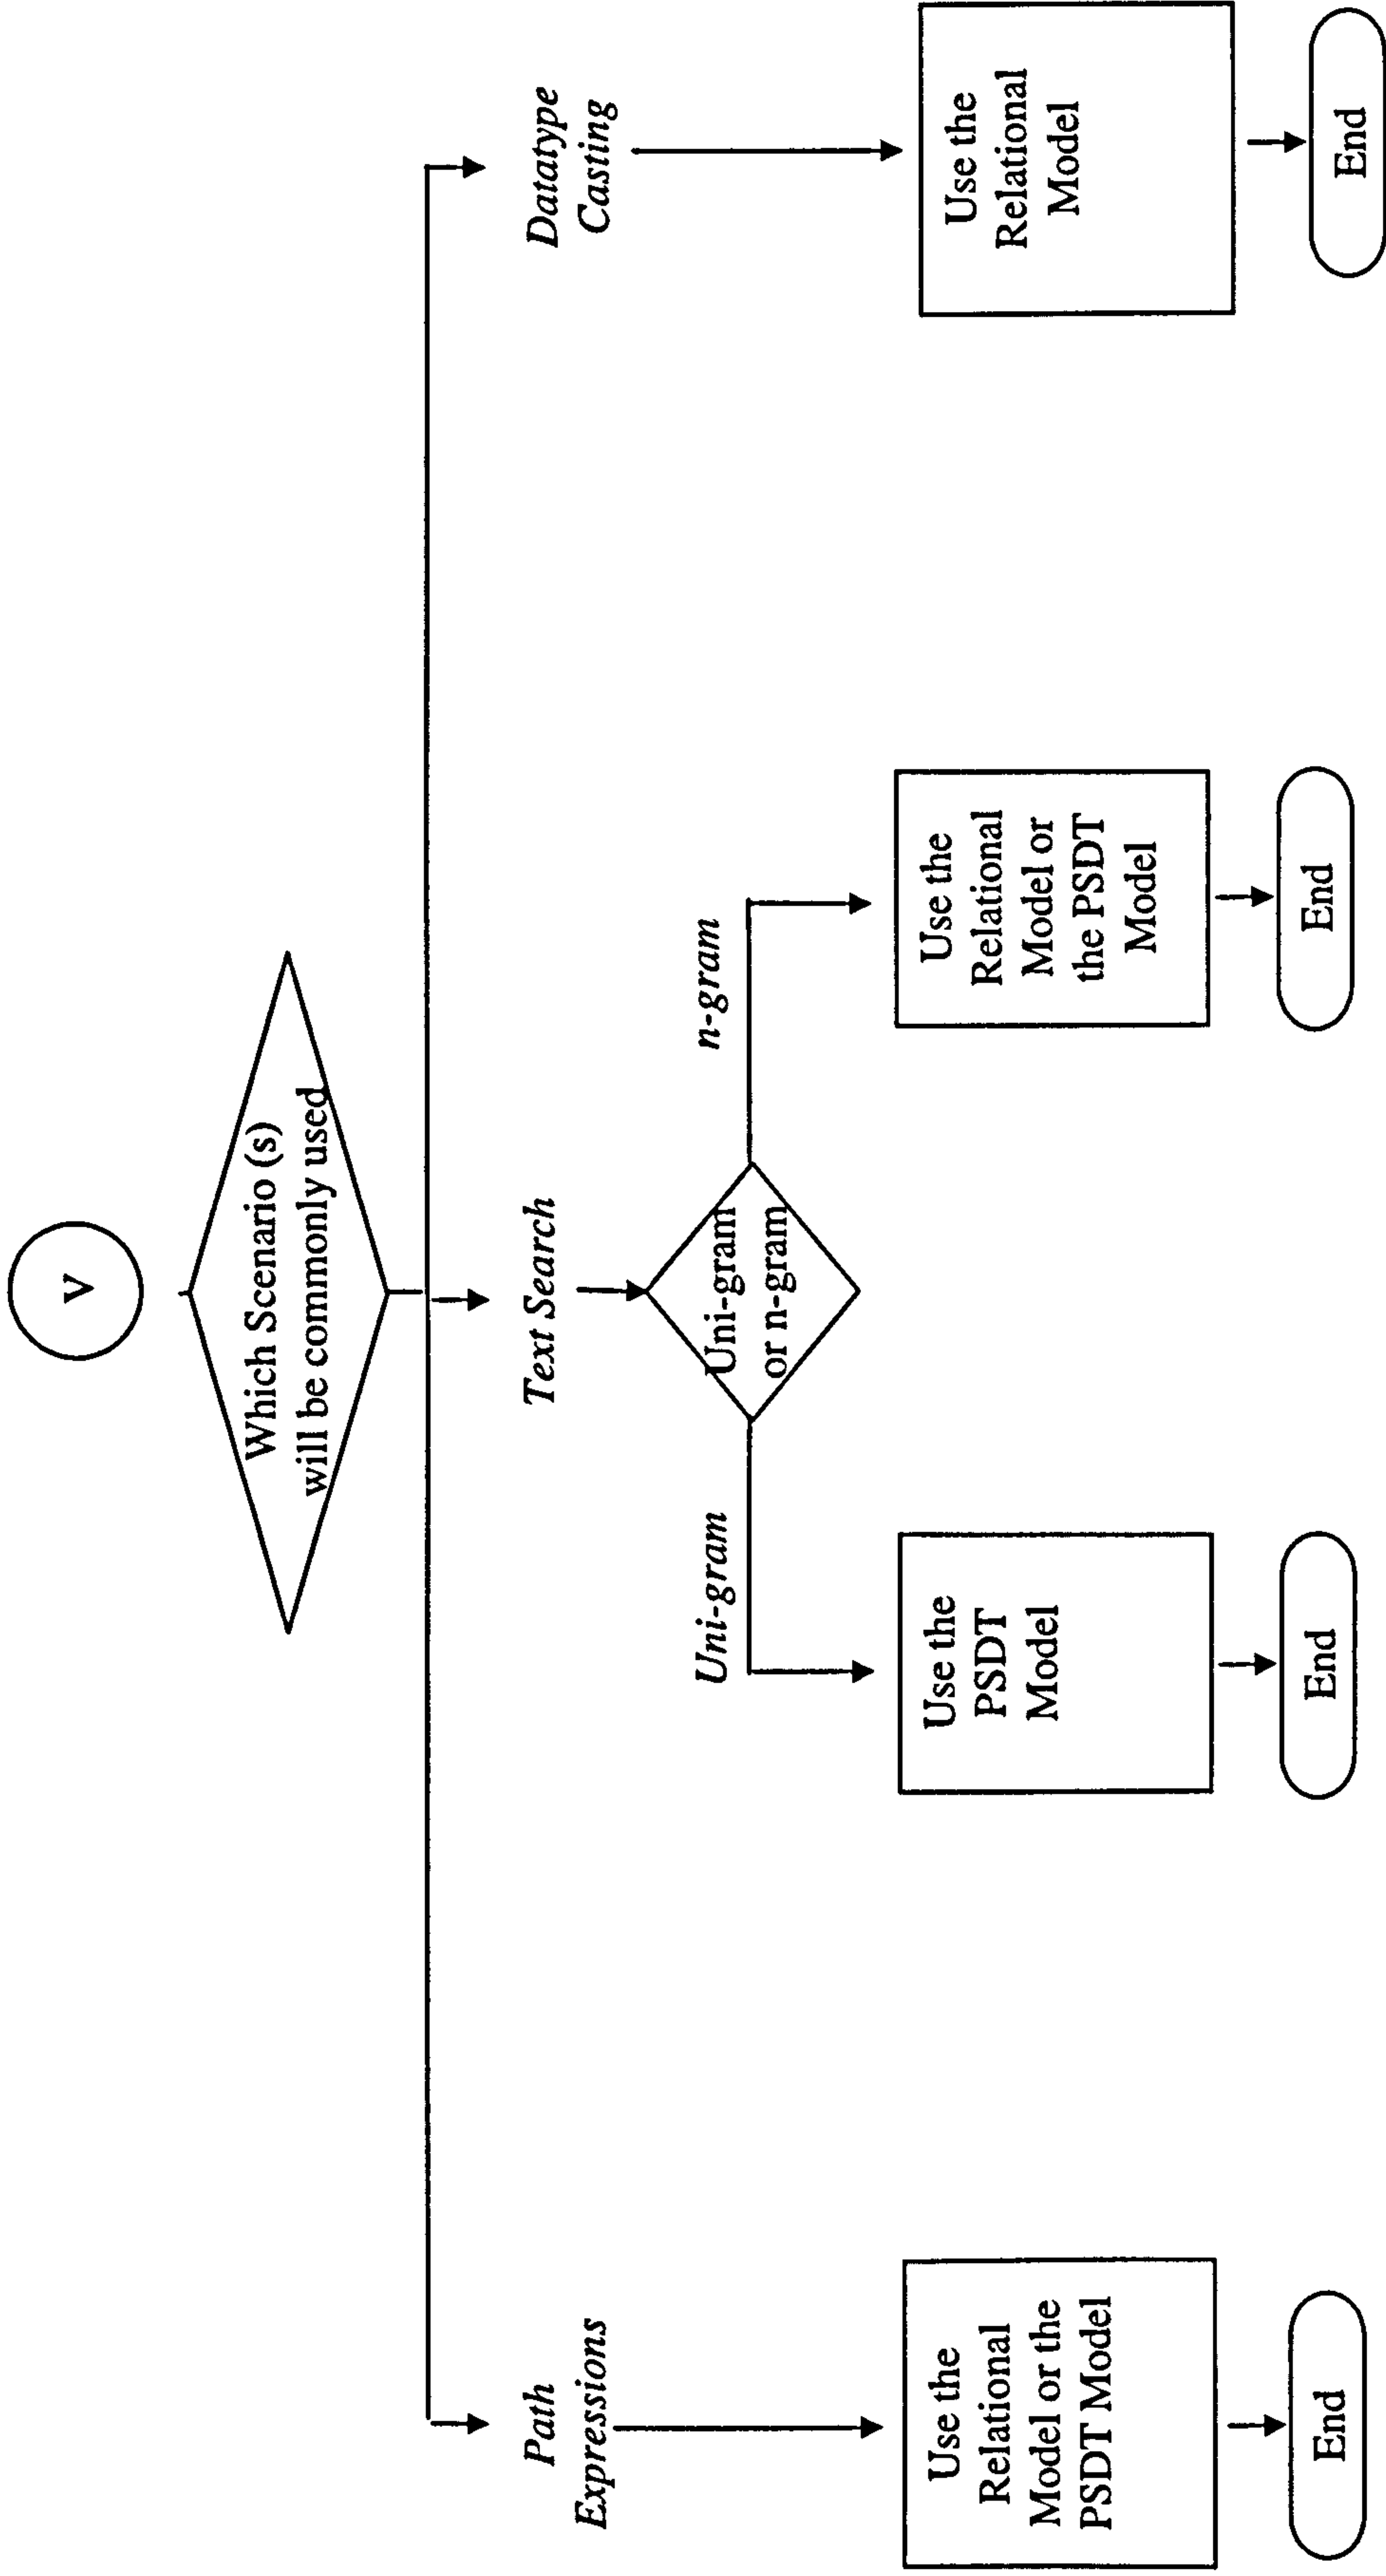 V
Which Scenario (s)
will be commonly used
Path
Expressions
Text Search
Datatype
Casting
Uni-gram
or n-gram
Uni-gram
n-gram
Use the
Relational
Model or the
PSDT Model
Use the
PSDT
Model
Use the
Relational
Model or
the PSDT
Model
Use the
Relational
Model
End
End
End
End